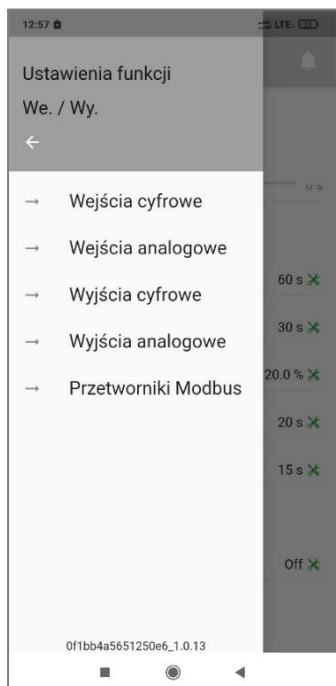 12:57
LTE
Ustawienia funkcji
We. / Wy.
Wejścia cyfrowe
Wejścia analogowe
Wyjścia cyfrowe
Wyjścia analogowe
Przetworniki Modbus
60 s
30 s
20.0 %
20 s
15 s
Off
0f1bb4a5651250e6_1.0.13